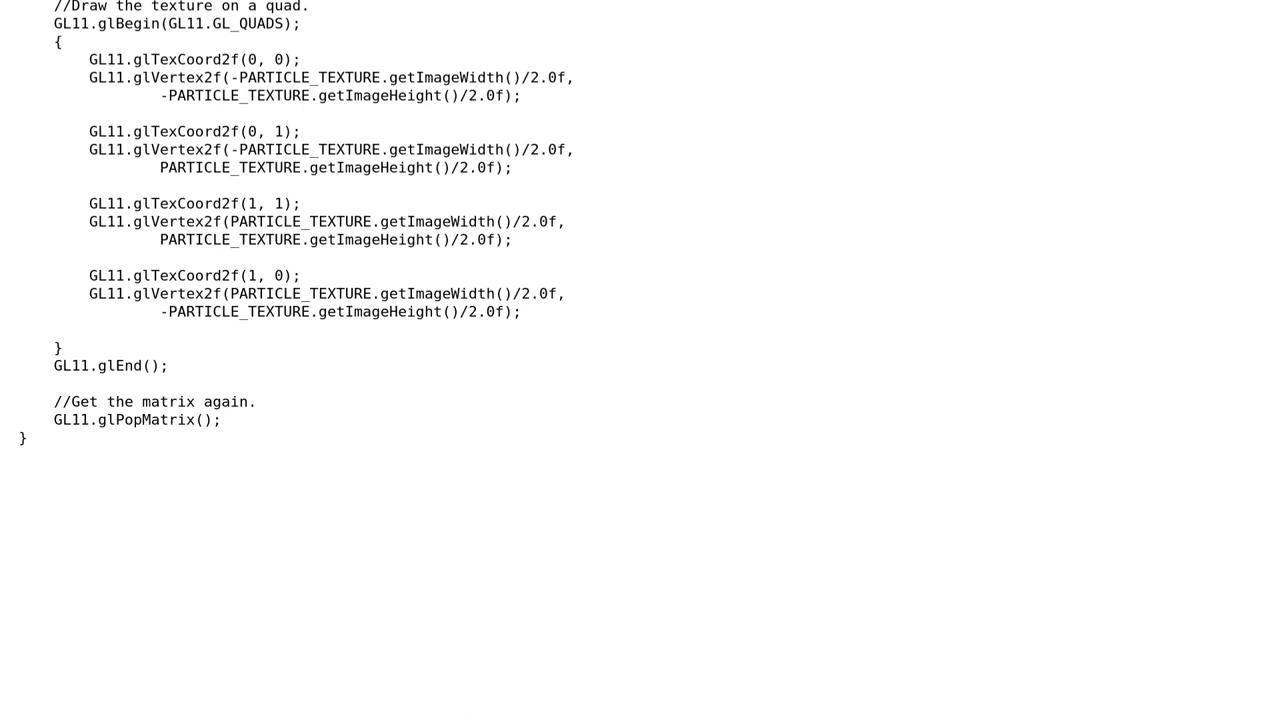 //Draw the texture on a quad.
GL11.glBegin(GL11.GL_QUADS);
{
GL11.glTexCoord2f(0, 0);
GL11.glVertex2f(-PARTICLE_TEXTURE.getImageWidth()/2.0f,
-PARTICLE_TEXTURE.getImageHeight()/2.0f);
GL11.glTexCoord2f(0, 1);
GL11.glVertex2f(-PARTICLE_TEXTURE.getImageWidth()/2.0f,
PARTICLE_TEXTURE.getImageHeight()/2.0f);
GL11.glTexCoord2f(1, 1);
GL11.glVertex2f(PARTICLE_TEXTURE.getImageWidth()/2.0f,
PARTICLE_TEXTURE.getImageHeight()/2.0f);
GL11.glTexCoord2f(1, 0);
GL11.glVertex2f(PARTICLE_TEXTURE.getImageWidth()/2.0f,
-PARTICLE_TEXTURE.getImageHeight()/2.0f);
}
GL11.glEnd();
//Get the matrix again.
GL11.glPopMatrix();
}